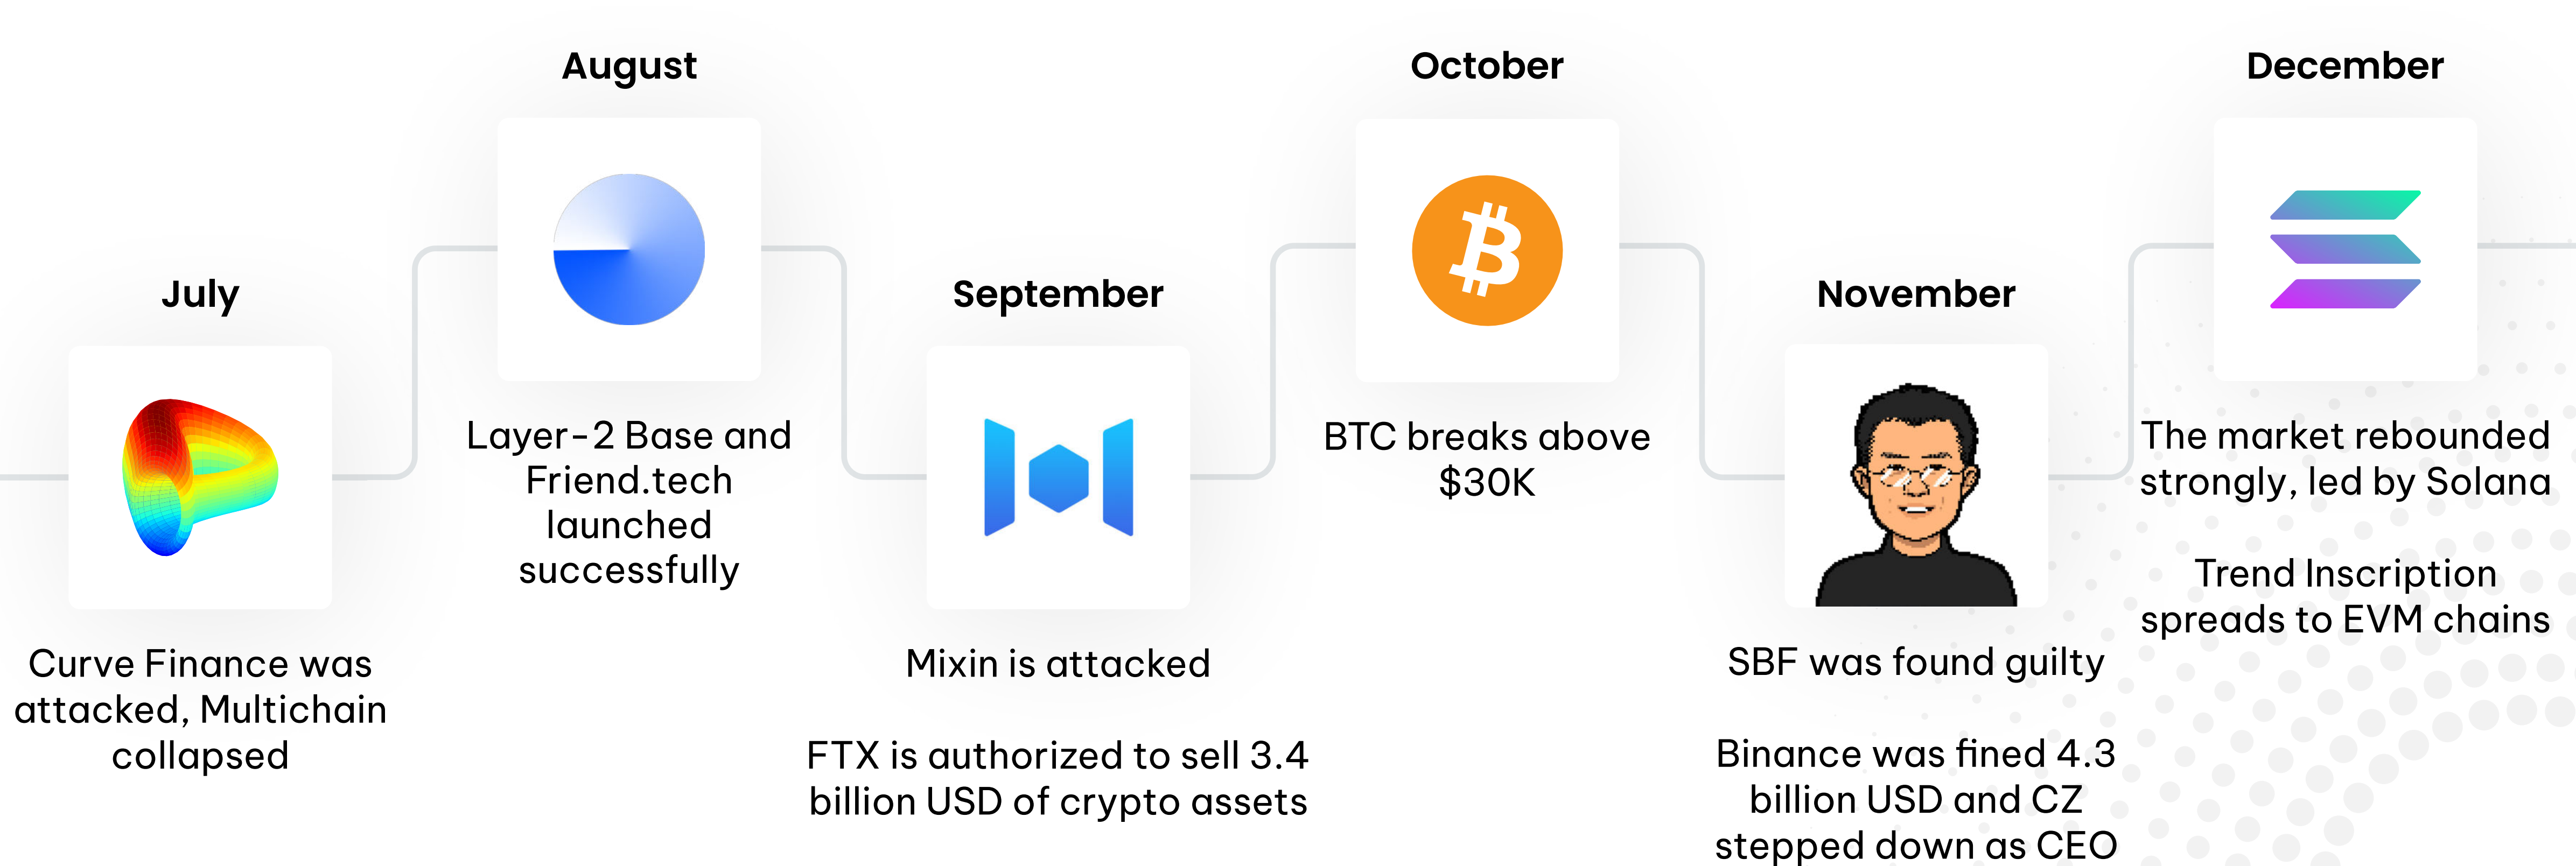 July
Curve Finance was
attacked, Multichain
collapsed
August
Layer-2 Base and
Friend.tech
launched
successfully
September
Mixin is attacked
FTX is authorized to sell 3.4
billion USD of crypto assets
October
BTC breaks above
$30K
November
SBF was found guilty
Binance was fined 4.3
billion USD and CZ
stepped down as CEO
December
The market rebounded
strongly, led by Solana
Trend Inscription
spreads to EVM chains